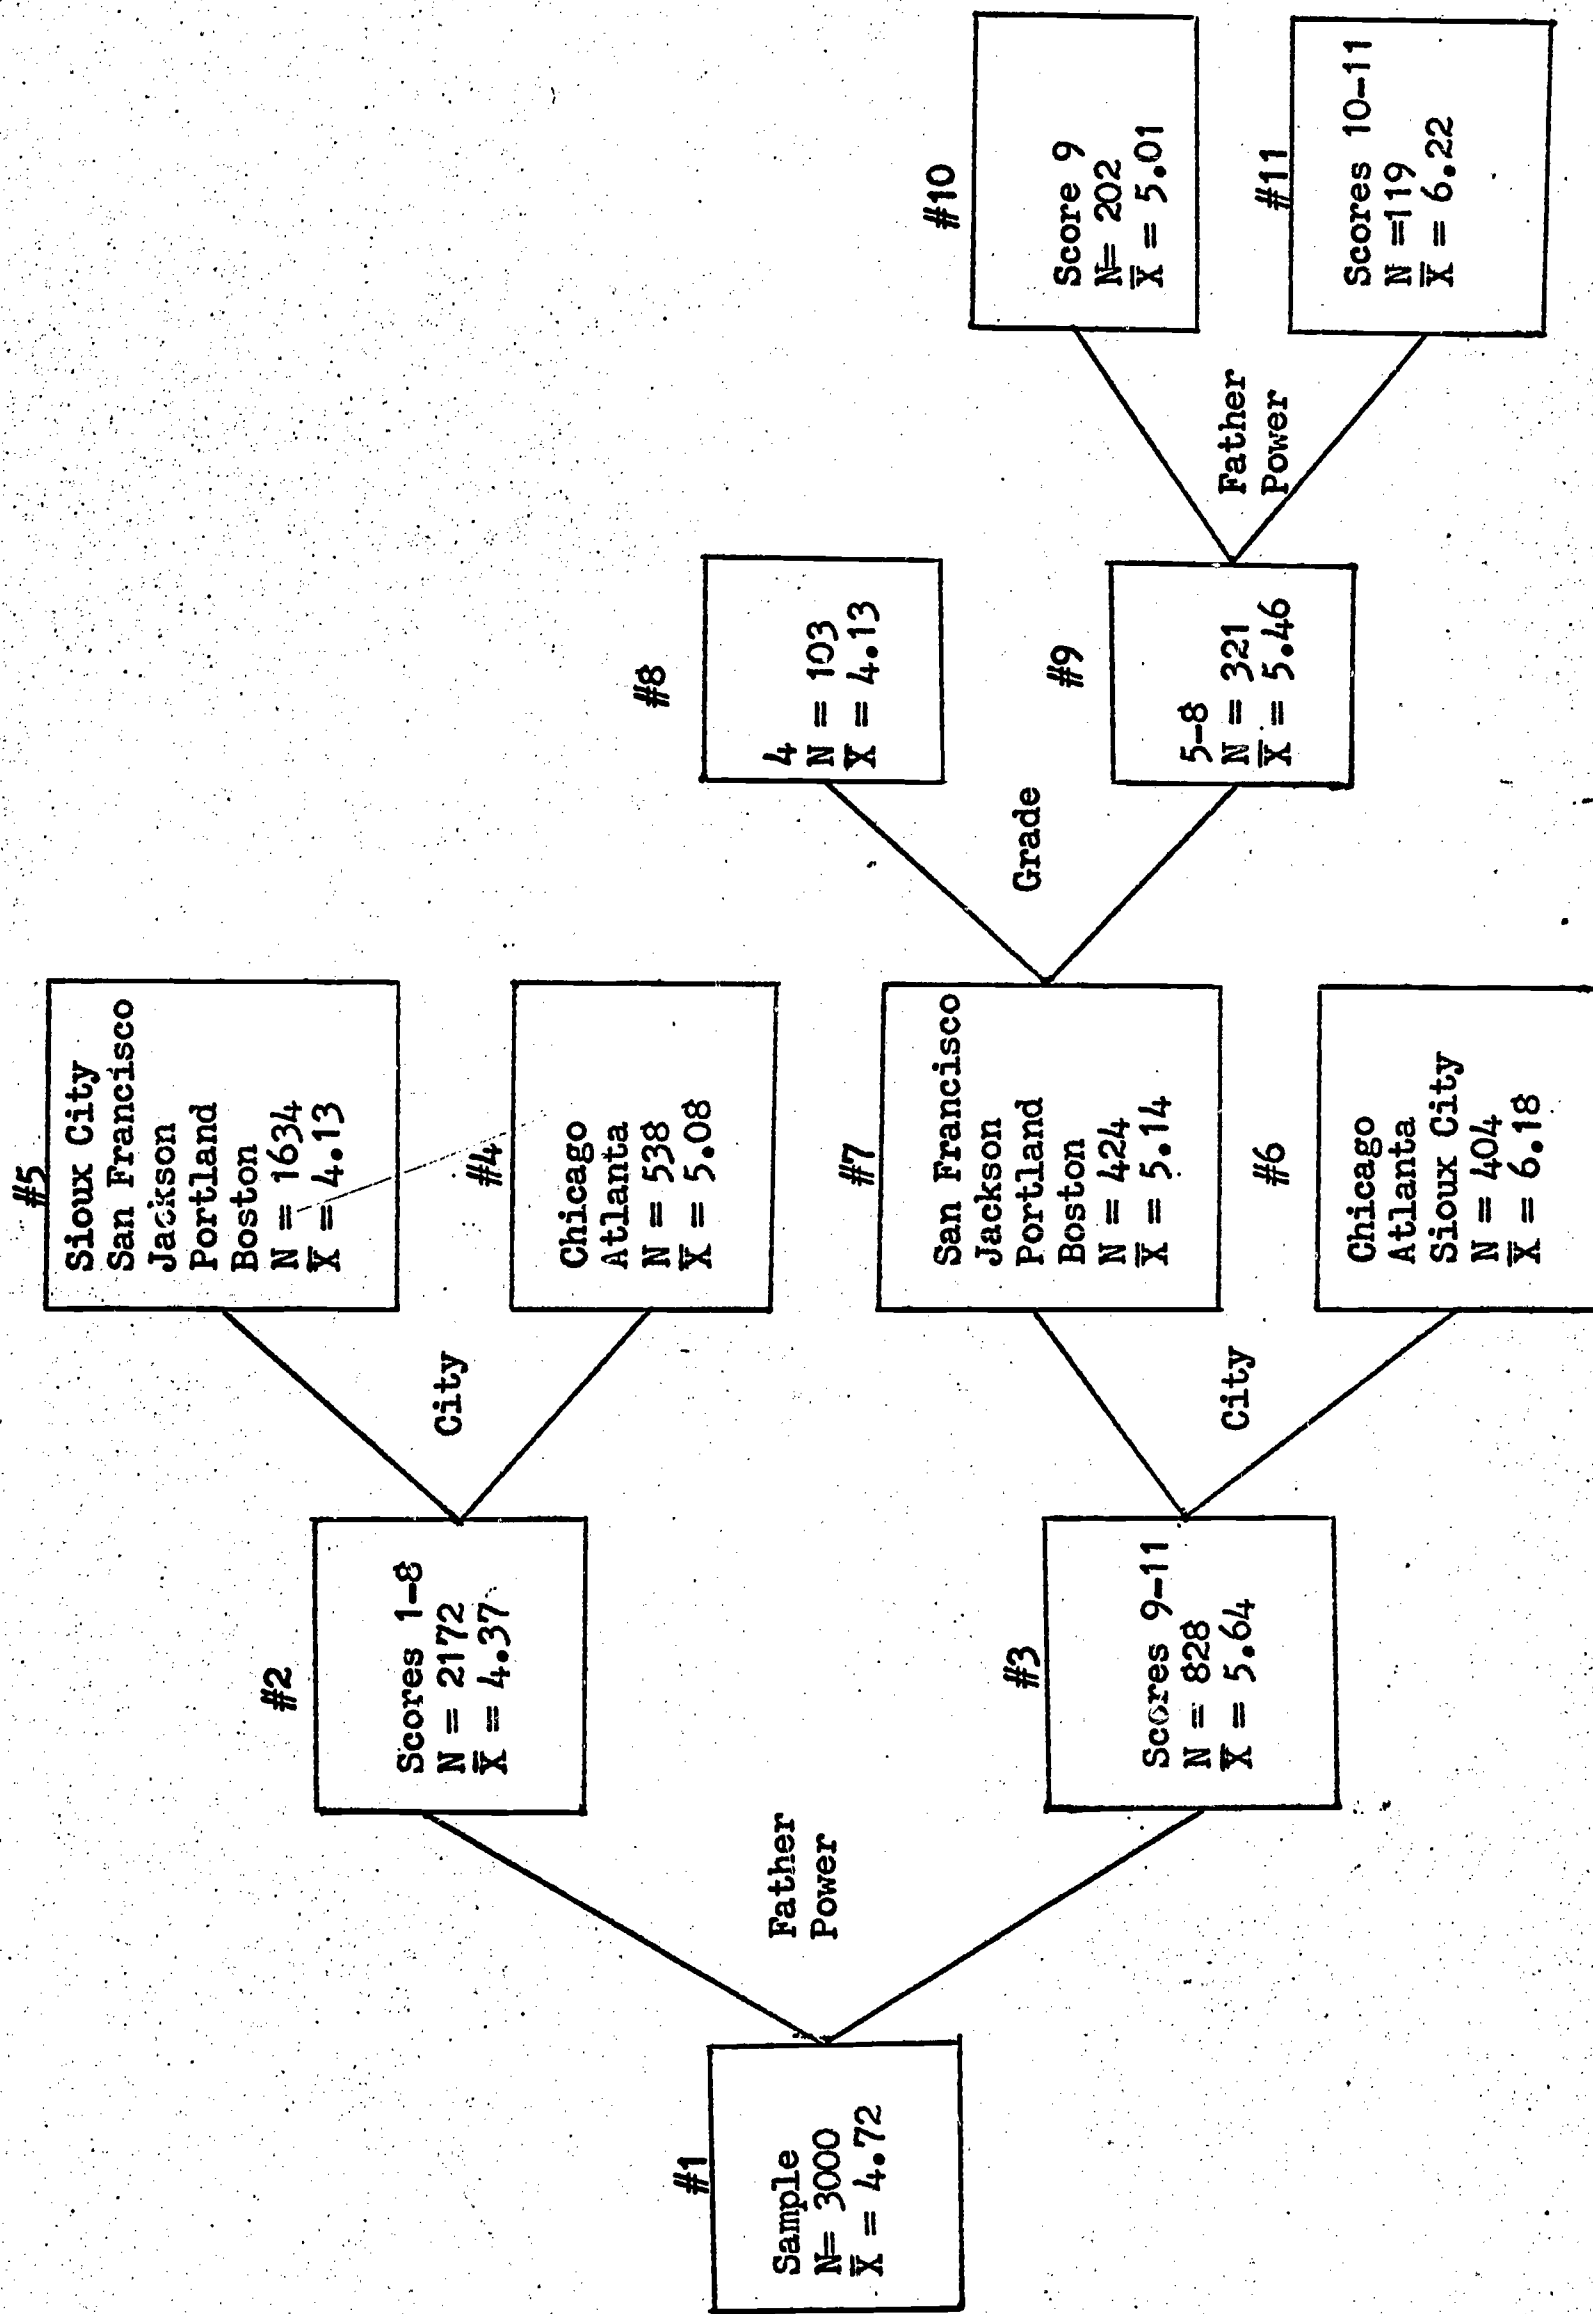 #1
Sample
N= 3000
X̄ = 4.72
Father
Power
#2
Scores 1-8
N = 2172
X̄ = 4.37
#3
Scores 9-11
N = 828
X̄ = 5.64
City
City
#5
Sioux City
San Francisco
Jackson
Portland
Boston
N = 1634
X̄ = 4.13
#4
Chicago
Atlanta
N = 538
X̄ = 5.08
#7
San Francisco
Jackson
Portland
Boston
N = 424
X̄ = 5.14
#6
Chicago
Atlanta
Sioux City
N = 404
X̄ = 6.18
Grade
#8
4
N = 103
X̄ = 4.13
#9
5-8
N = 321
X̄ = 5.46
Father
Power
#10
Score 9
N= 202
X̄ = 5.01
#11
Scores 10-11
N =119
X̄ = 6.22